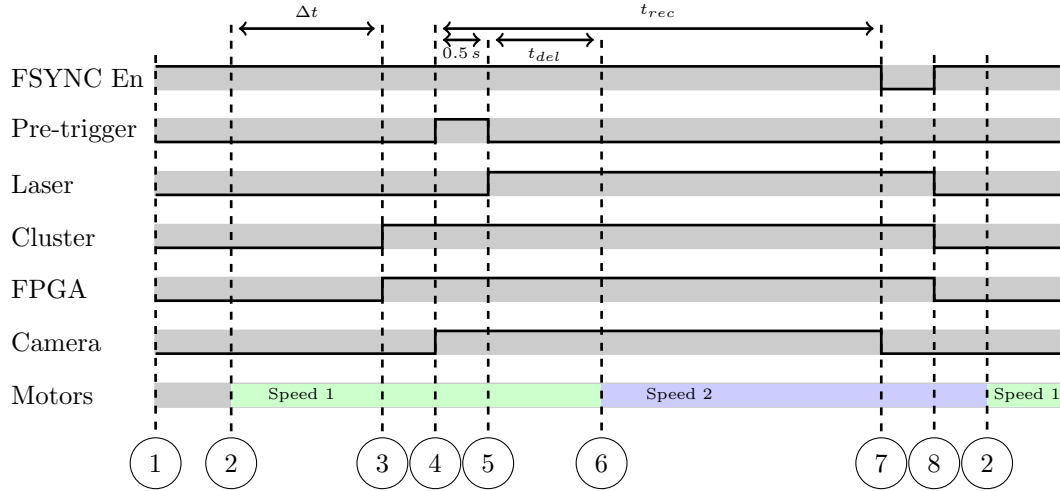 Δt
t_rec
0.5 s
t_del
FSYNC En
Pre-trigger
Laser
Cluster
FPGA
Camera
Motors
Speed 1
Speed 2
Speed 1
1 2 3 4 5 6 7 8 2